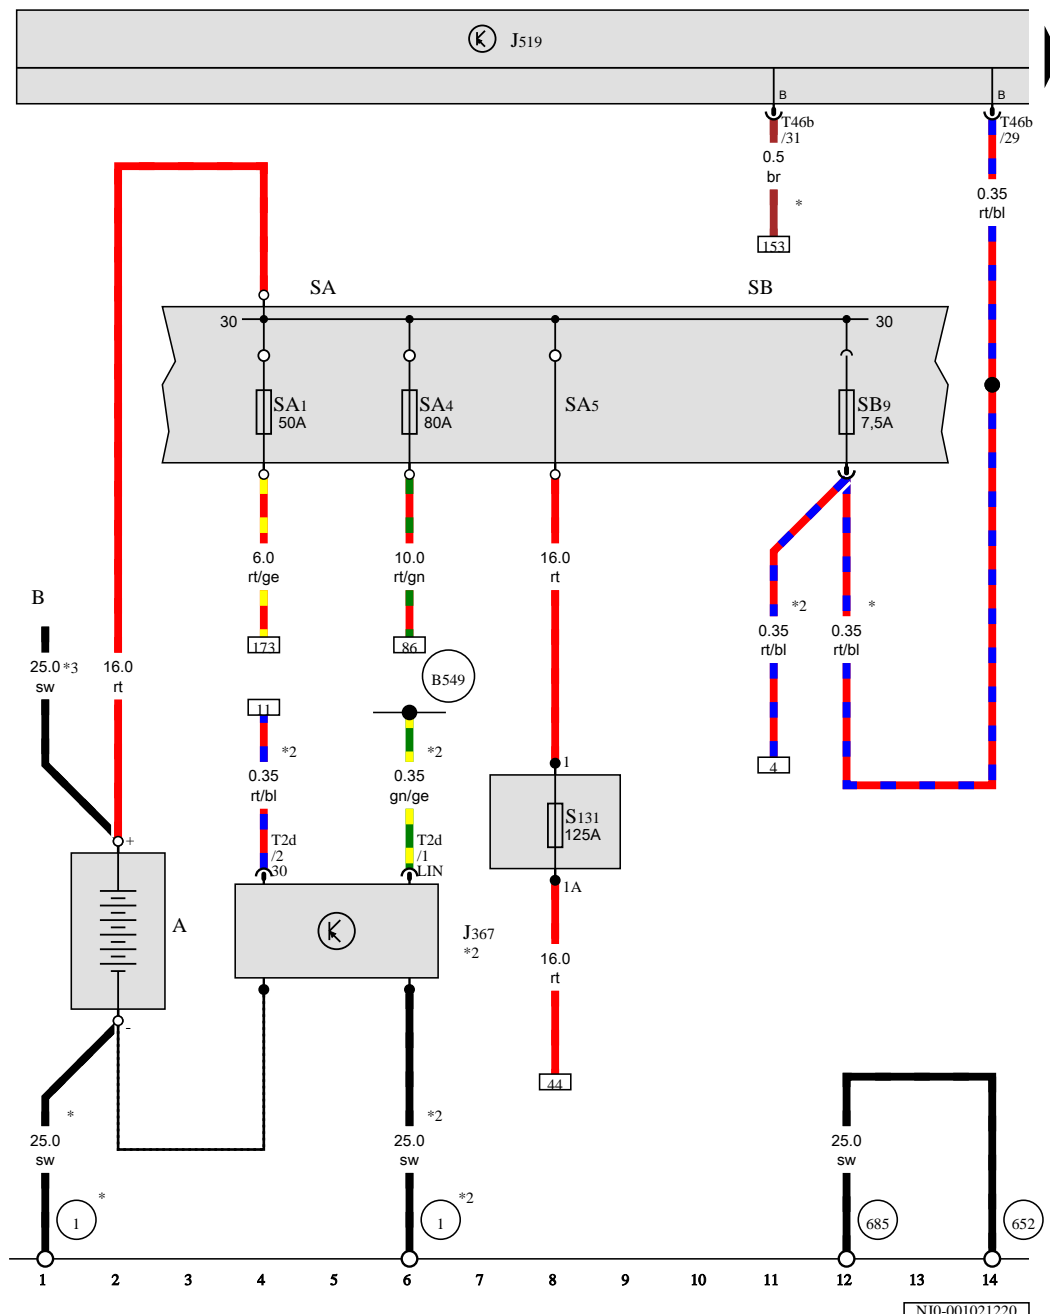 J519
B
B
T46b
/31
T46b
/29
0.5
br
*
153
0.35
rt/bl
SA
SB
30
30
SA1
50A
SA4
80A
SA5
SB9
7,5A
6.0
rt/ge
10.0
rt/gn
16.0
rt
B
*2
*
0.35
rt/bl
0.35
rt/bl
173
86
25.0 *3
sw
16.0
rt
B549
11
*2
*2
4
1
0.35
rt/bl
0.35
gn/ge
S131
125A
+
T2d
/2
30
T2d
/1
LIN
1A
A
J367
*2
16.0
rt
-
44
*
*2
25.0
sw
25.0
sw
25.0
sw
*
*2
1
1
685
652
1 2 3 4 5 6 7 8 9 10 11 12 13 14
NJ0-001021220